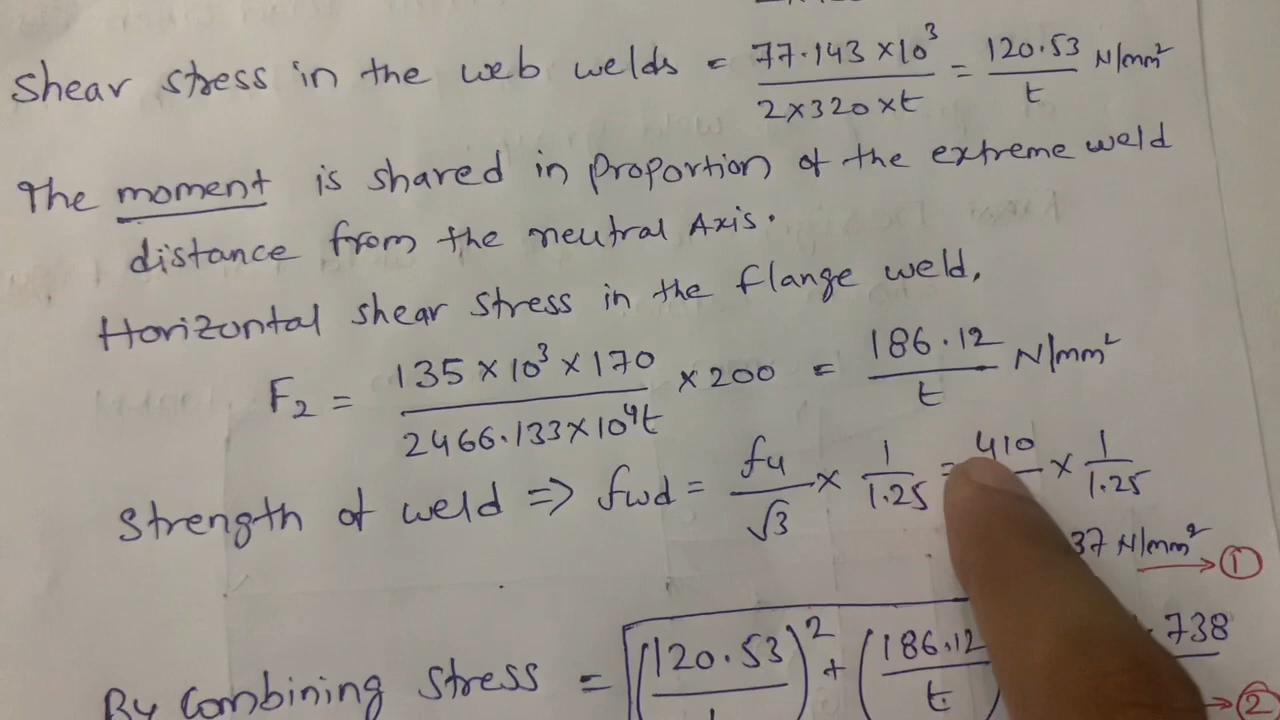 Shear stress in the web welds = 77.143 × 10³ / 2 × 320 × t = 120.53 / t N/mm²
The moment is shared in proportion of the extreme weld
distance from the neutral Axis.
Horizontal shear stress in the flange weld,
F₂ = 135 × 10³ × 170 / 2466.133 × 10⁴t × 200 = 186.12 / t N/mm²
Strength of weld => fwd = fu / √3 × 1 / 1.25 = 410 × 1 / 1.25
37 N/mm² → ①
By combining stress = √(120.53)² + (186.12 / t 738
→ ②